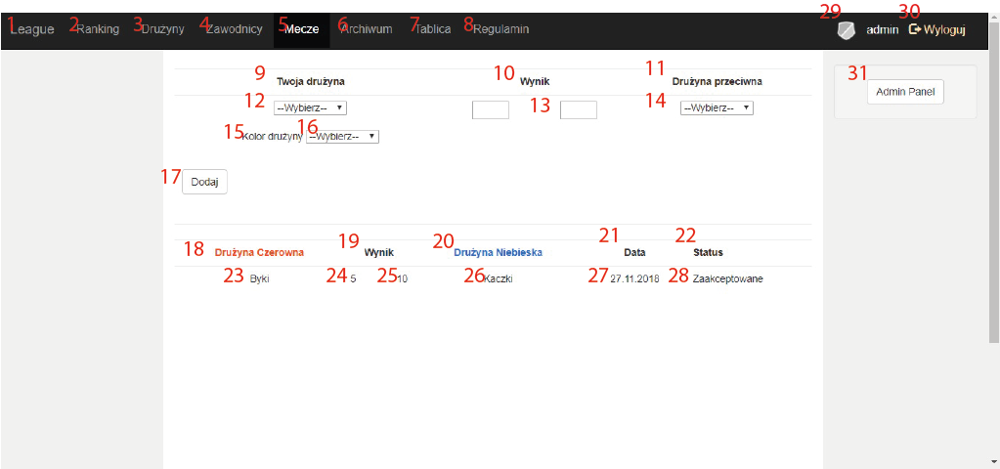 1 League 2 Ranking 3 Drużyny 4 Zawodnicy 5 Mecze 6 Archiwum 7 Tablica 8 Regulamin 29 admin 30 Wyloguj
9 Twoja drużyna 10 Wynik 11 Drużyna przeciwna 31 Admin Panel
12 --Wybierz-- 13 14 --Wybierz--
15 Kolor drużyny 16 --Wybierz--
17 Dodaj
18 Drużyna Czerowna 19 Wynik 20 Drużyna Niebieska 21 Data 22 Status
23 Byki 24 5 25 10 26 Kaczki 27 27.11.2018 28 Zaakceptowane